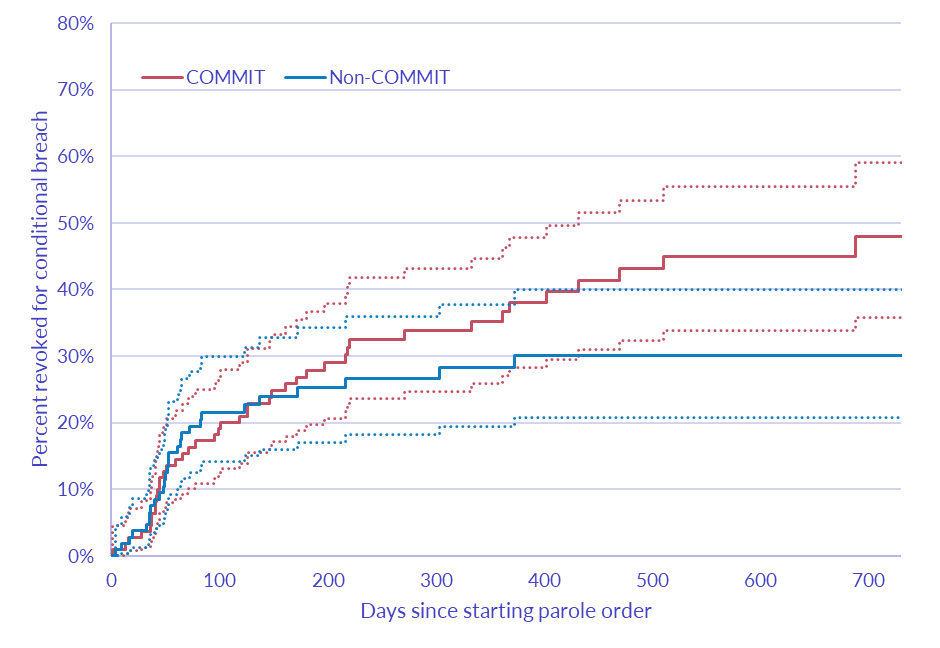 80%
COMMIT Non-COMMIT
70%
60%
50%
40%
30%
20%
10%
0%
Percent revoked for conditional breach
0 100 200 300 400 500 600 700
Days since starting parole order